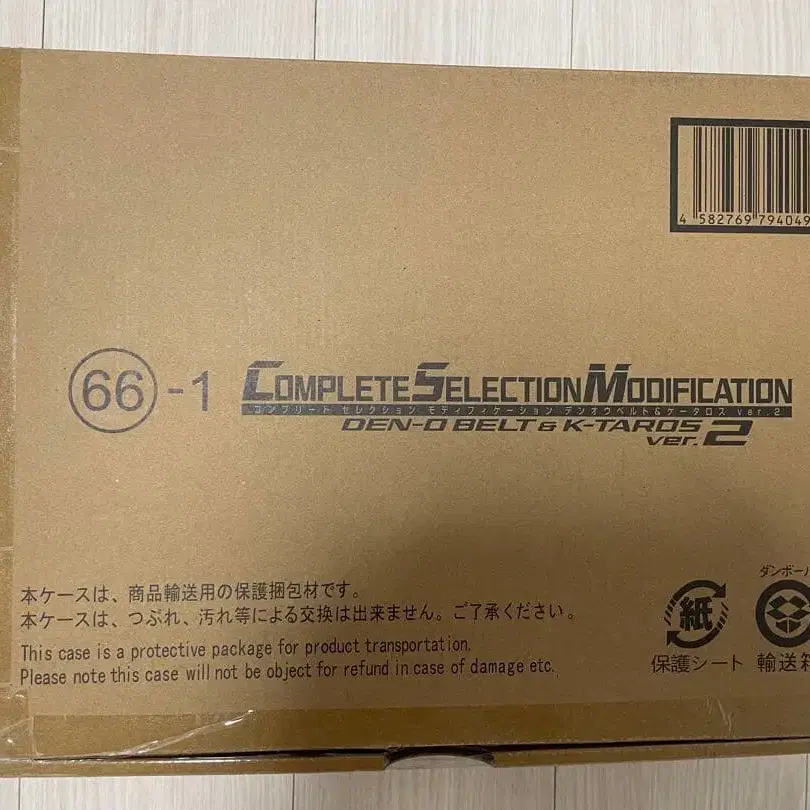 4 582769 794049
66-1 COMPLETE SELECTION MODIFICATION
コンプリート セレクション モディフィケーション デンオウベルト&ケータロス ver.2
DEN-O BELT & K-TAROS
ver.2
本ケースは、商品輸送用の保護梱包材です。
本ケースは、つぶれ、汚れ等による交換は出来ません。ご了承ください。
This case is a protective package for product transportation.
Please note this case will not be object for refund in case of damage etc.
紙
保護シート
ダンボール
輸送箱